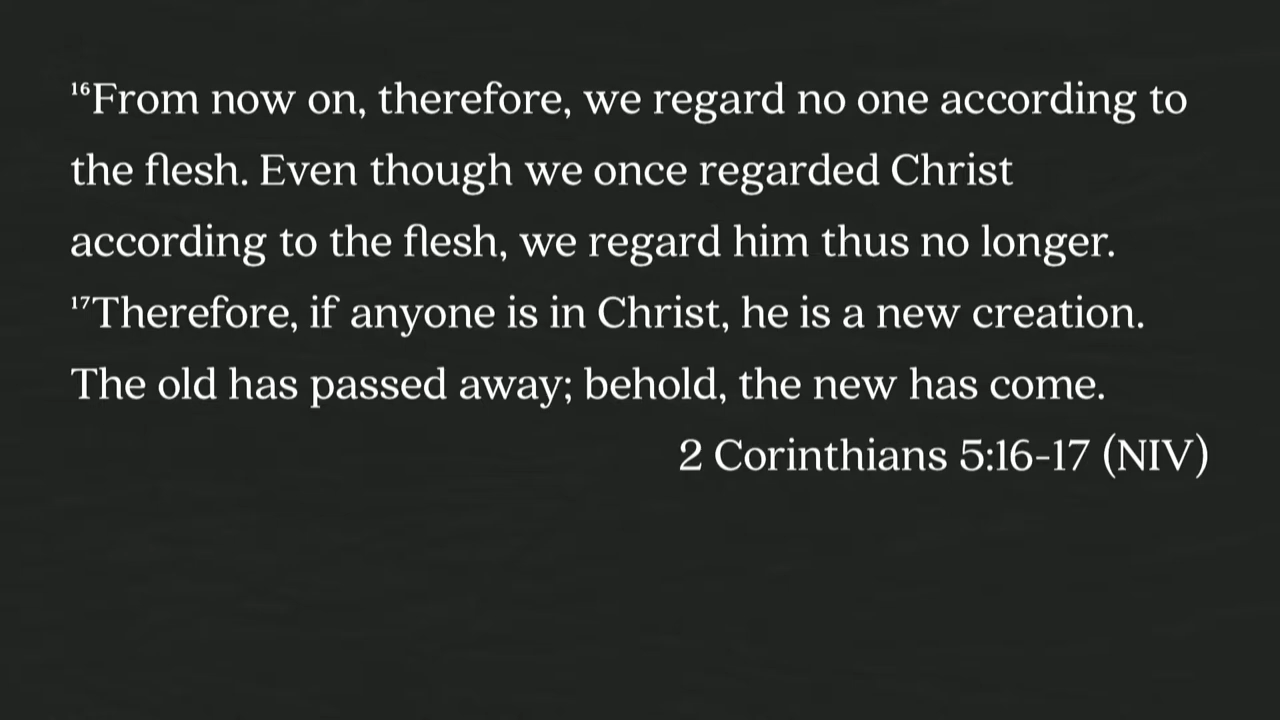 ¹⁶From now on, therefore, we regard no one according to
the flesh. Even though we once regarded Christ
according to the flesh, we regard him thus no longer.
¹⁷Therefore, if anyone is in Christ, he is a new creation.
The old has passed away; behold, the new has come.
2 Corinthians 5:16-17 (NIV)